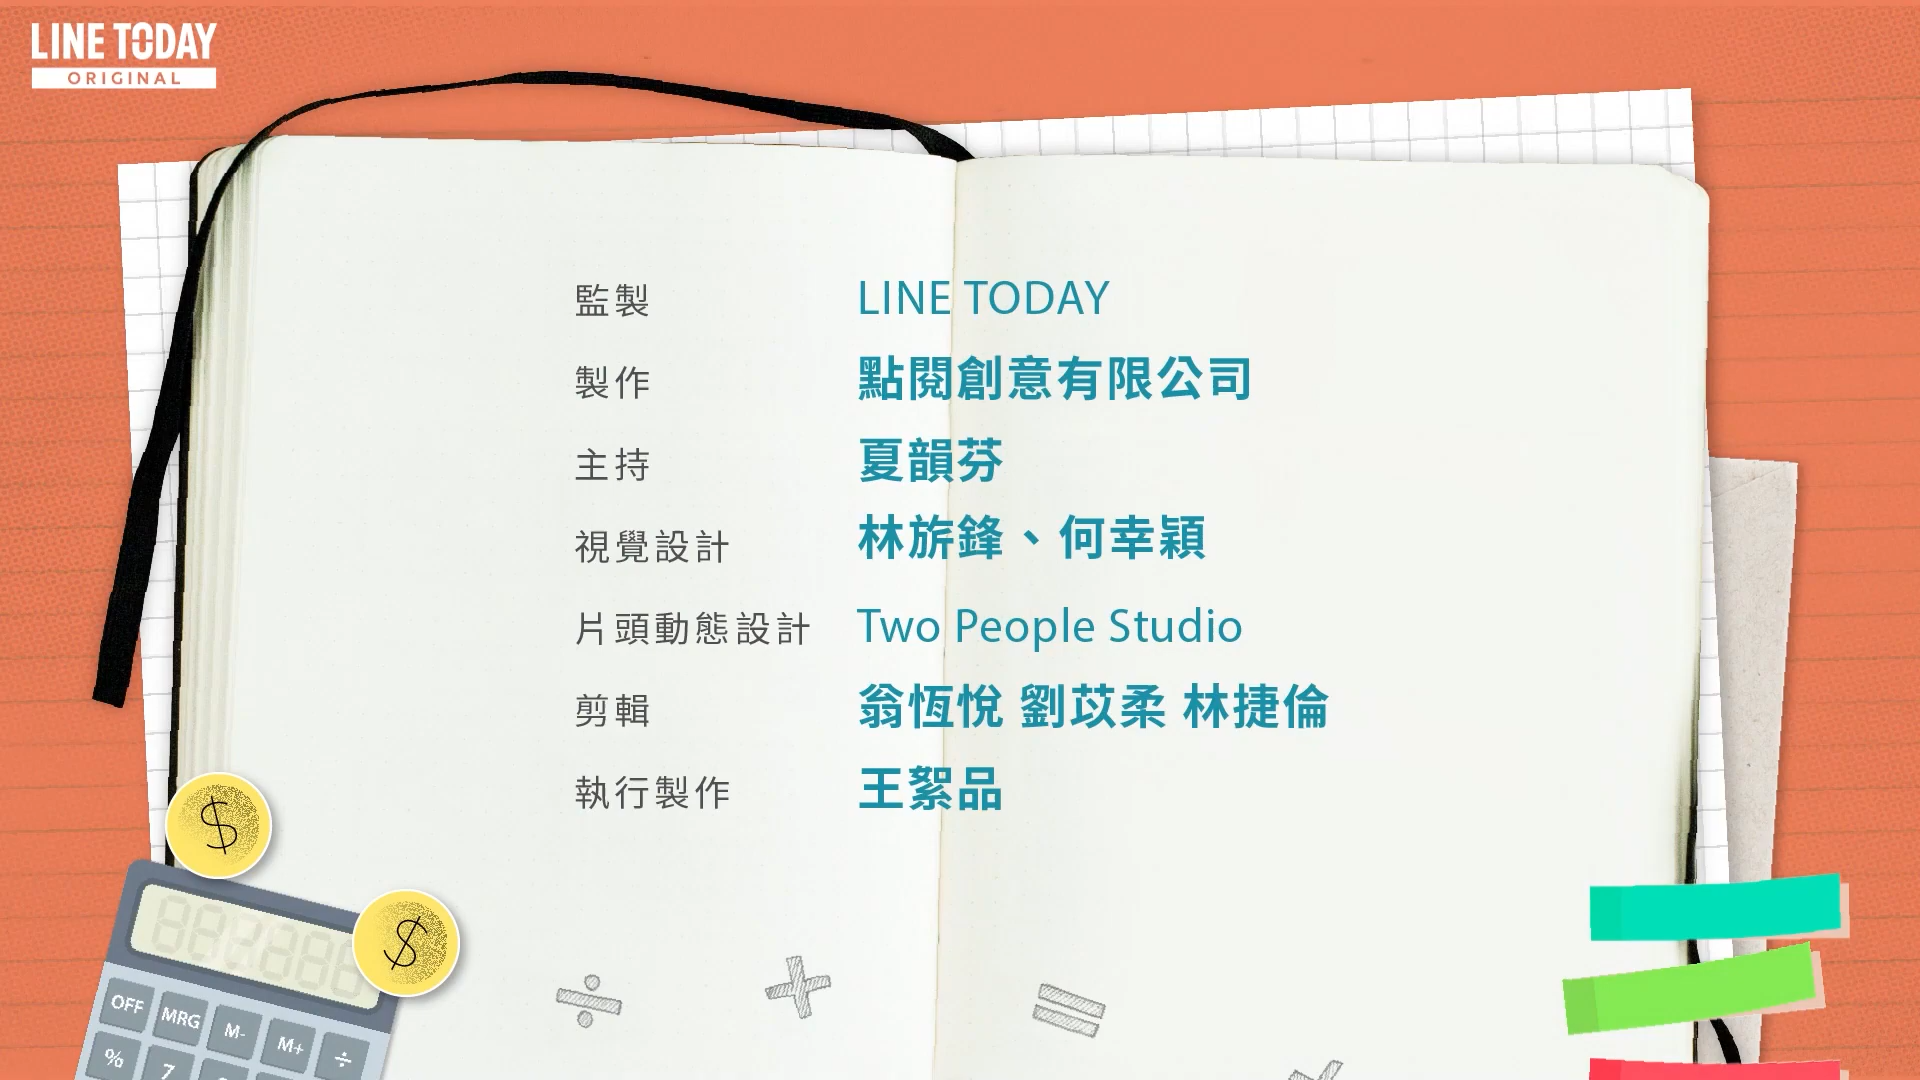 LINE TODAY
ORIGINAL
監製 LINE TODAY
製作 點閱創意有限公司
主持 夏韻芬
視覺設計 林旂鋒、何幸穎
片頭動態設計 Two People Studio
剪輯 翁恆悅 劉苡柔 林捷倫
執行製作 王絮品
$
$
OFF MRG M- M+ ÷
% 7
÷ + =